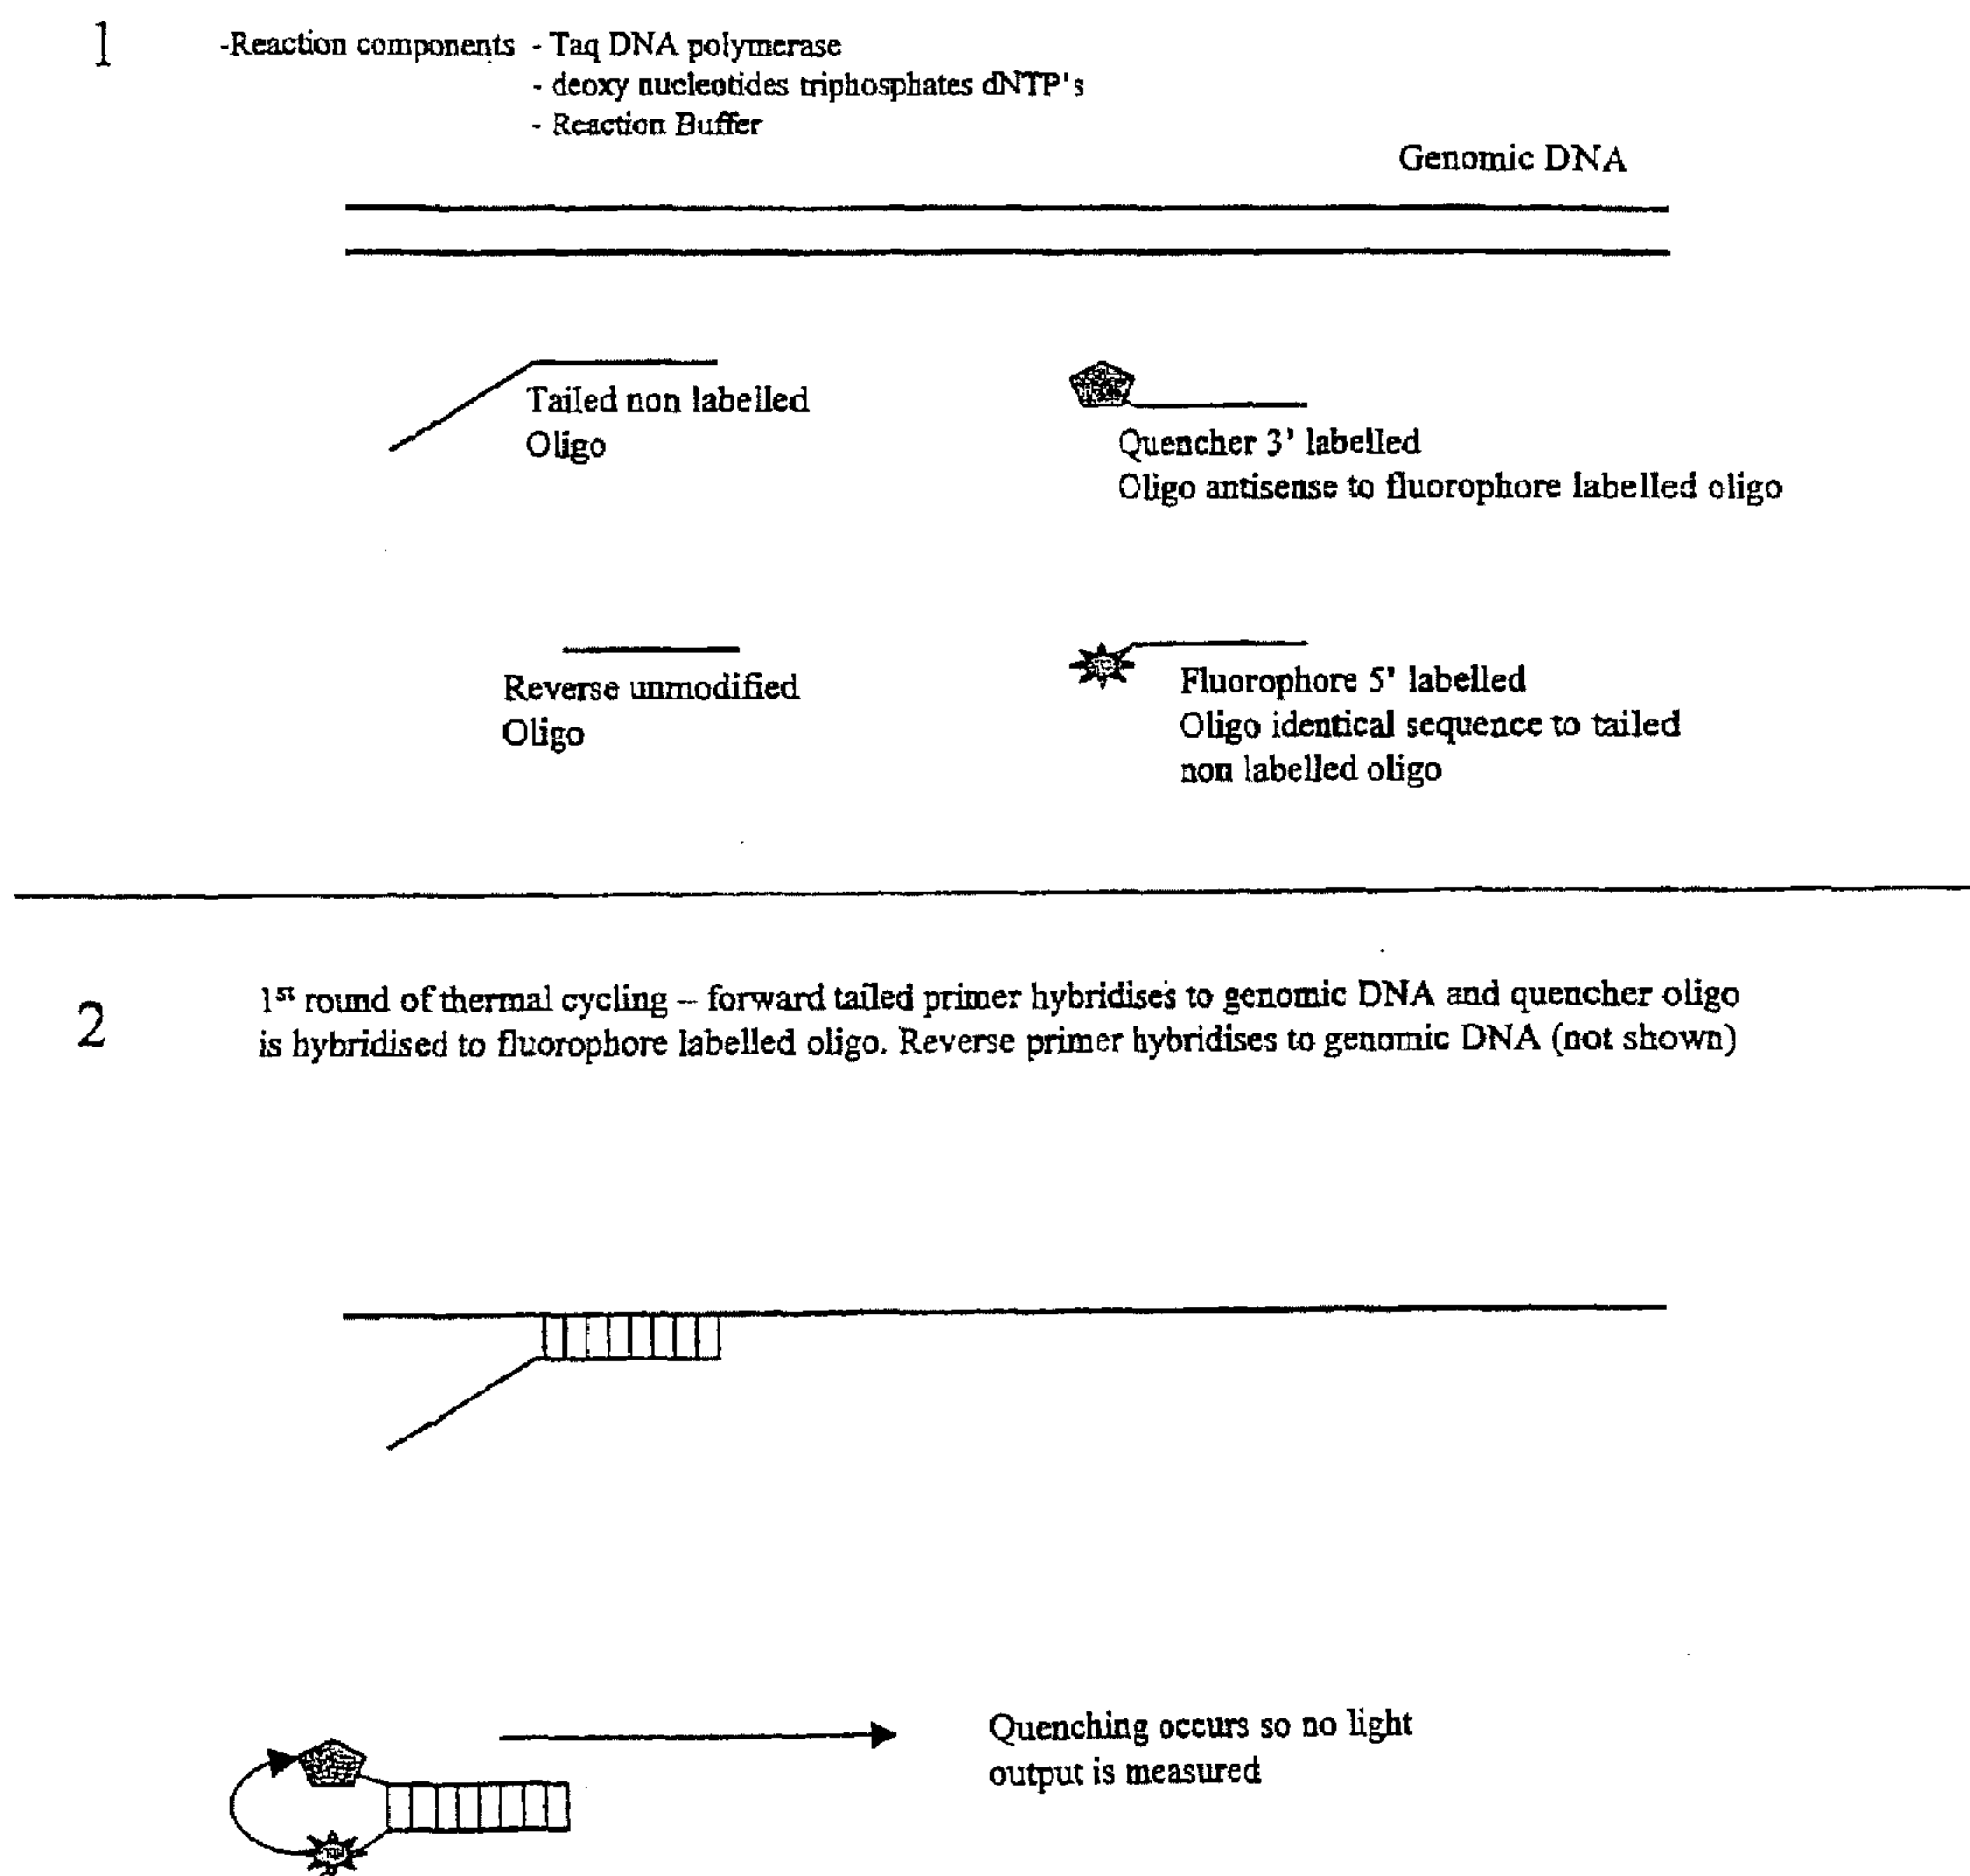 1
-Reaction components - Taq DNA polymerase
- deoxy nucleotides triphosphates dNTP's
- Reaction Buffer
Genomic DNA
Tailed non labelled
Oligo
Quencher 3' labelled
Oligo antisense to fluorophore labelled oligo
Reverse unmodified
Oligo
Fluorophore 5' labelled
Oligo identical sequence to tailed
non labelled oligo
2
1st round of thermal cycling – forward tailed primer hybridises to genomic DNA and quencher oligo
is hybridised to fluorophore labelled oligo. Reverse primer hybridises to genomic DNA (not shown)
Quenching occurs so no light
output is measured